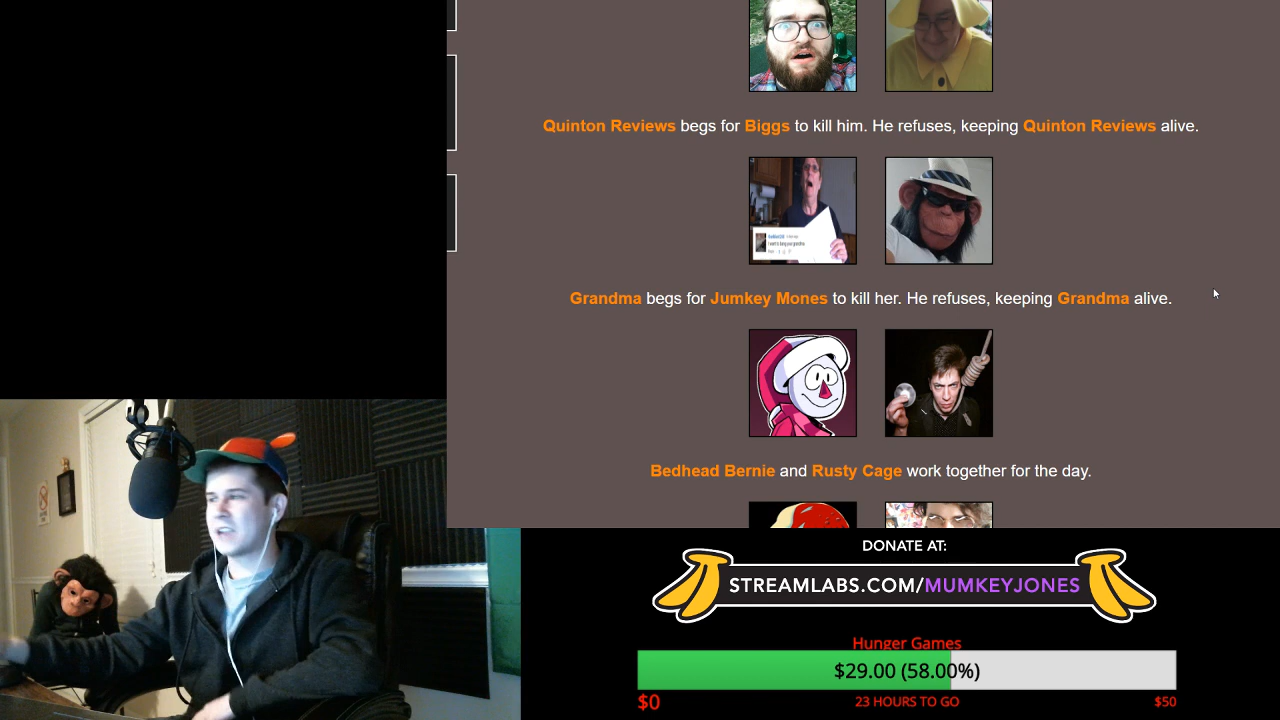 Quinton Reviews begs for Biggs to kill him. He refuses, keeping Quinton Reviews alive.
Grandma begs for Jumkey Mones to kill her. He refuses, keeping Grandma alive.
Bedhead Bernie and Rusty Cage work together for the day.
DONATE AT:
STREAMLABS.COM/MUMKEYJONES
Hunger Games
$29.00 (58.00%)
$0 23 HOURS TO GO $50